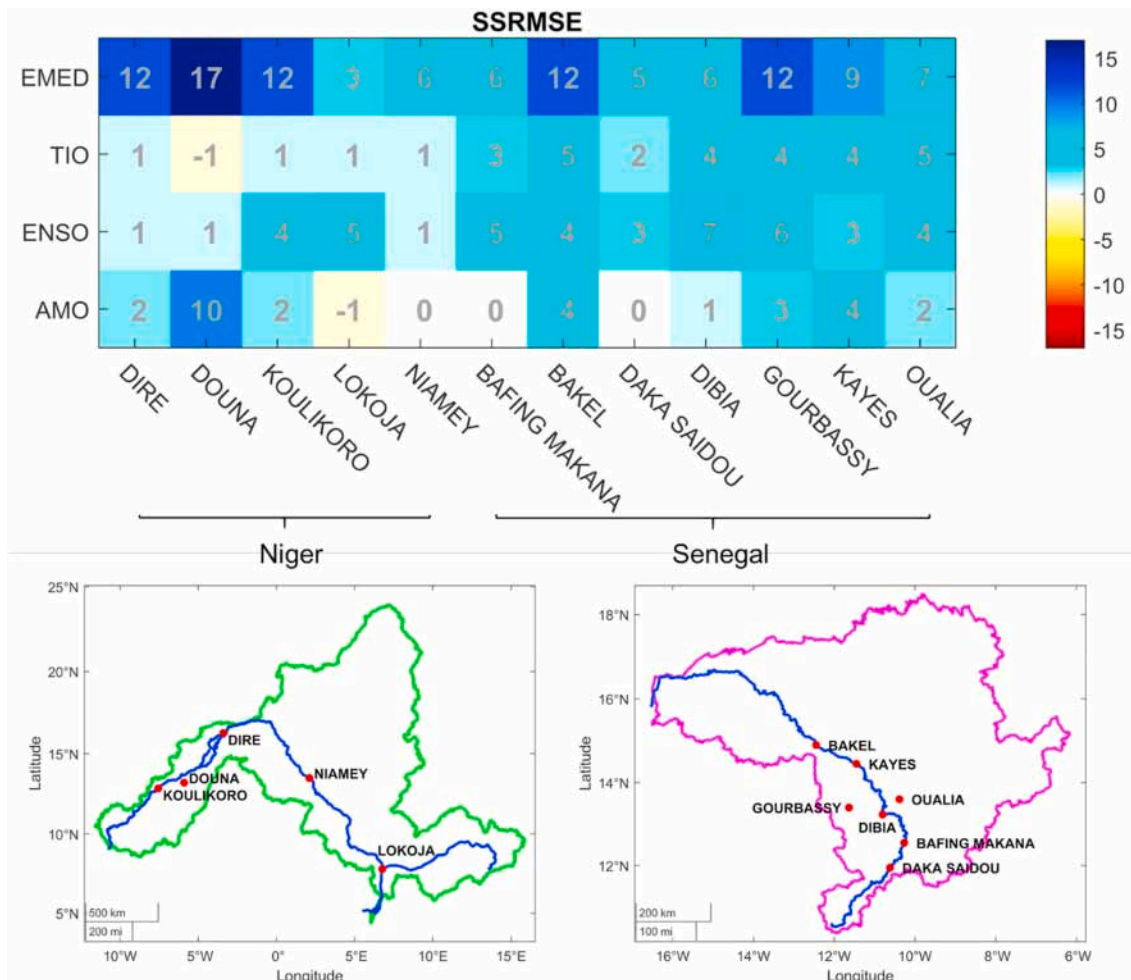 SSRMSE
EMED 12 17 12 3 6 6 12 5 6 12 9 7
TIO 1 -1 1 1 1 3 5 2 4 4 4 5
ENSO 1 1 4 5 1 5 4 3 7 6 3 4
AMO 2 10 2 -1 0 0 4 0 1 3 4 2
15
10
5
0
-5
-10
-15
DIRE
DOUNA
KOULIKORO
LOKOJA
NIAMEY
BAFING MAKANA
BAKEL
DAKA SAIDOU
DIBIA
GOURBASSY
KAYES
OUALIA
Niger
Senegal
25°N
20°N
15°N
10°N
5°N
Latitude
DIRE
DOUNA
KOULIKORO
NIAMEY
LOKOJA
500 km
200 mi
10°W 5°W 0° 5°E 10°E 15°E
Longitude
18°N
16°N
14°N
12°N
Latitude
BAKEL
KAYES
OUALIA
GOURBASSY
DIBIA
BAFING MAKANA
DAKA SAIDOU
200 km
100 mi
16°W 14°W 12°W 10°W 8°W 6°W
Longitude